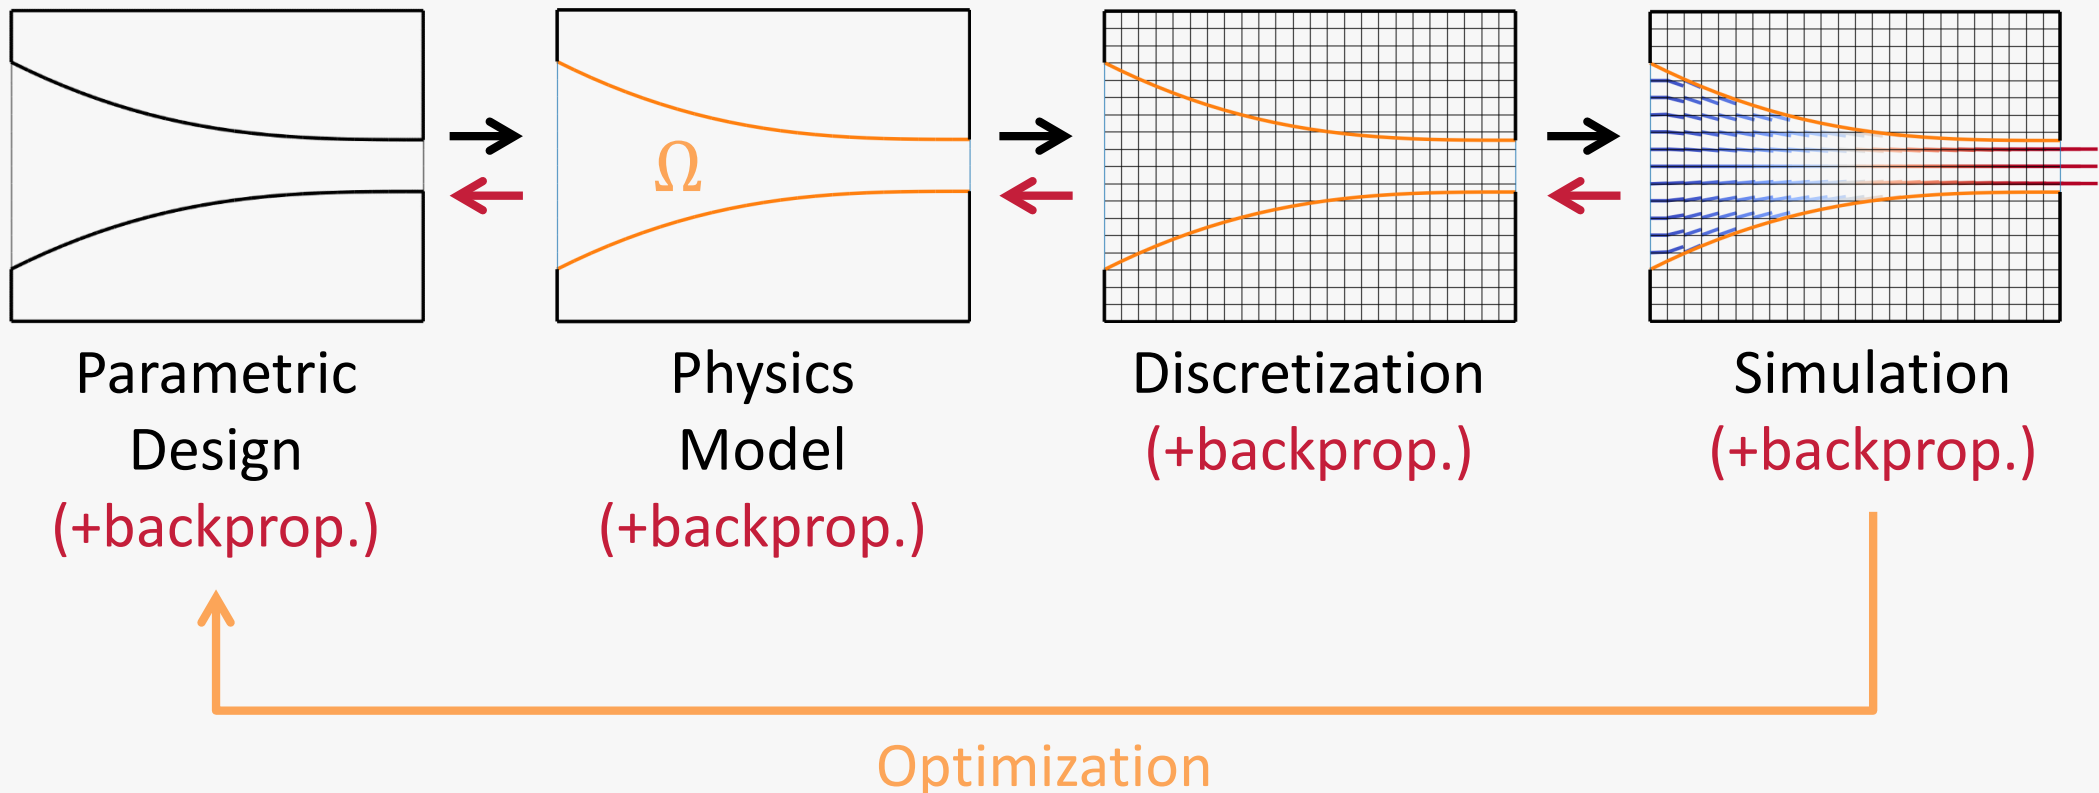 Ω
Parametric
Design
(+backprop.)
Physics
Model
(+backprop.)
Discretization
(+backprop.)
Simulation
(+backprop.)
Optimization